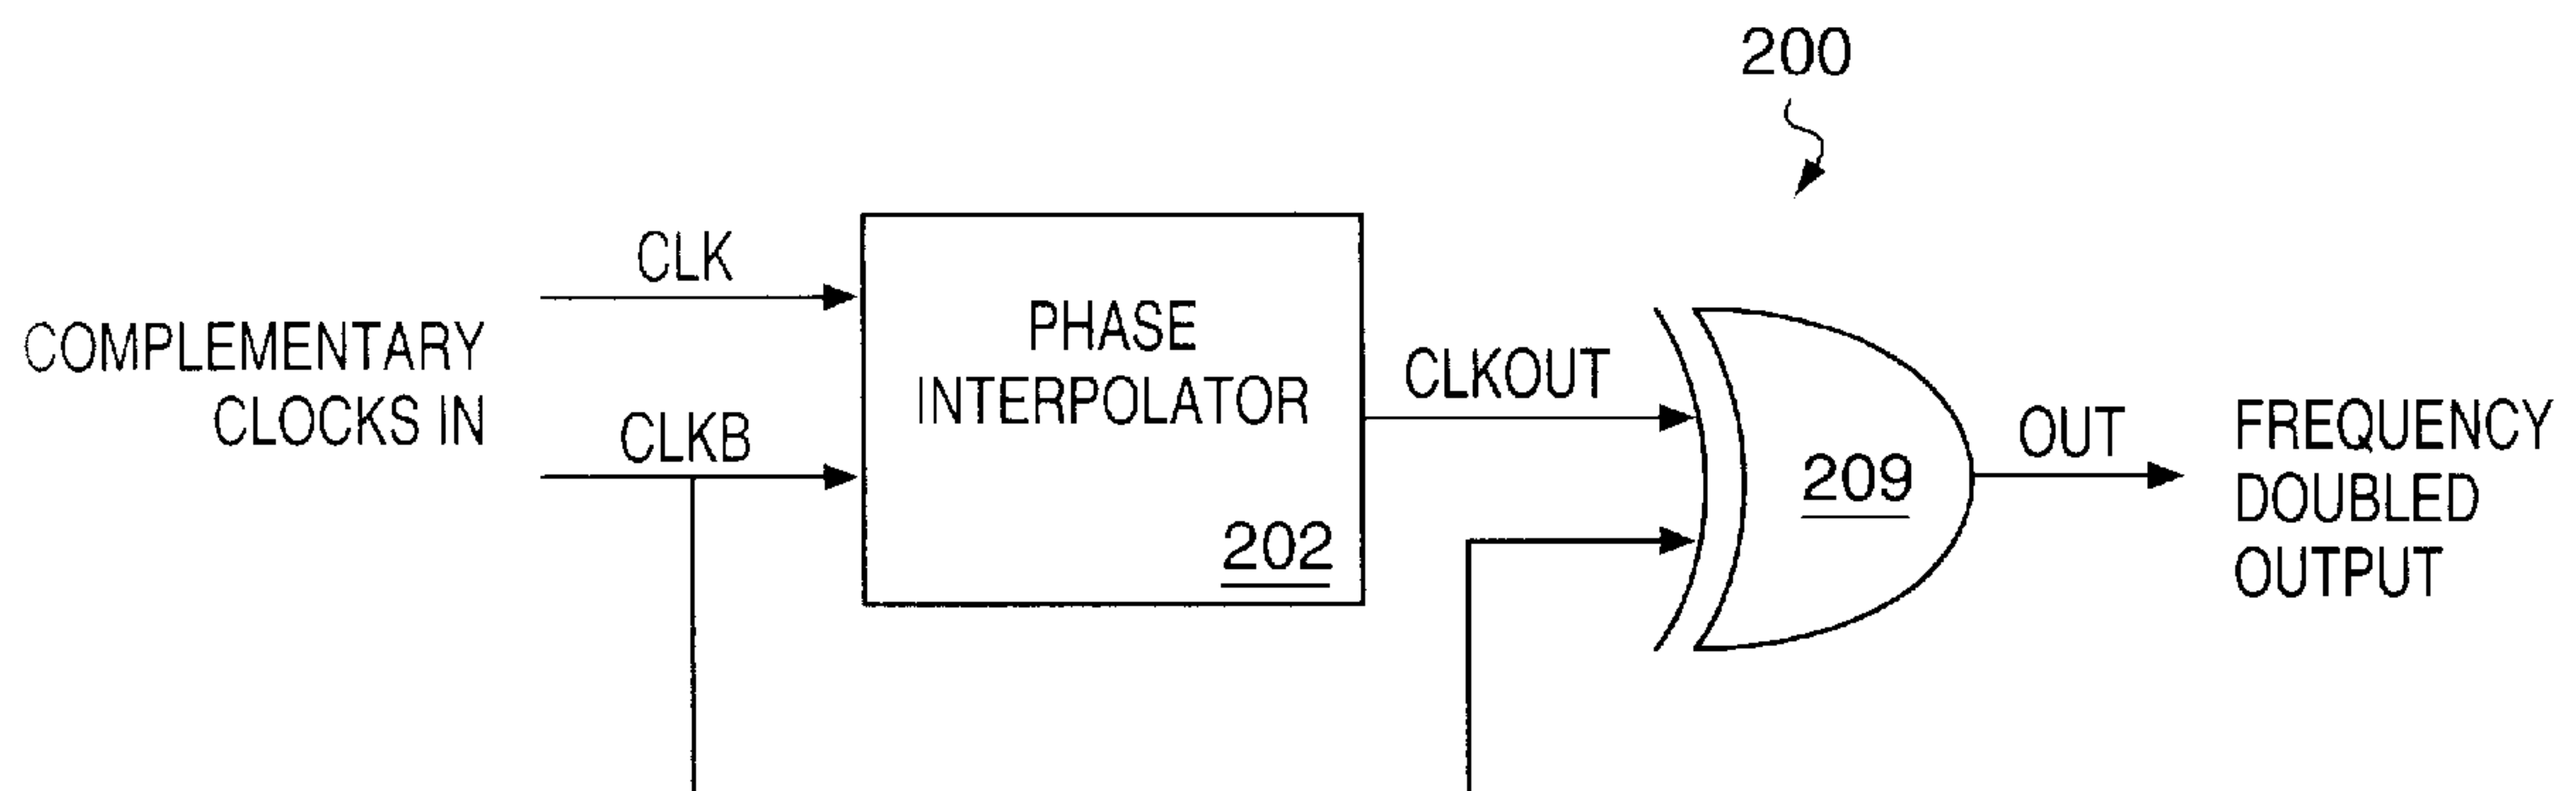 200
CLK
COMPLEMENTARY
CLOCKS IN
CLKB
PHASE
INTERPOLATOR
202
CLKOUT
209
OUT
FREQUENCY
DOUBLED
OUTPUT